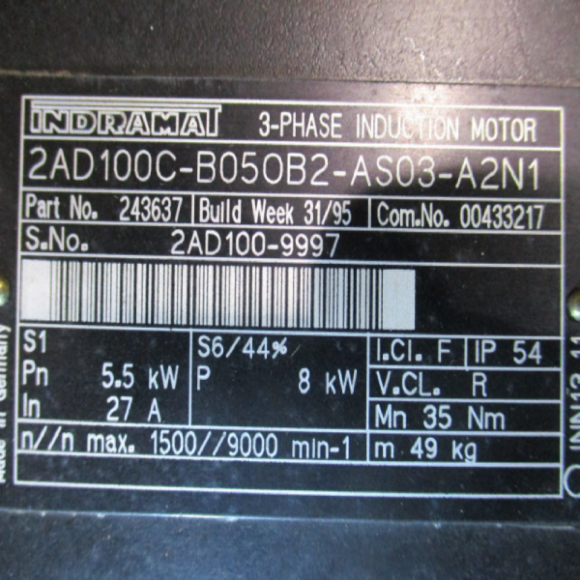 INDRAMAT 3-PHASE INDUCTION MOTOR
2AD100C-B050B2-AS03-A2N1
Part No. 243637 Build Week 31/95 Com.No. 00433217
S.No. 2AD100-9997
S1 S6/44% I.Cl. F IP 54
Pn 5.5 kW P 8 kW V.CL. R
In 27 A Mn 35 Nm
n//n max. 1500//9000 min-1 m 49 kg
Made in Germany